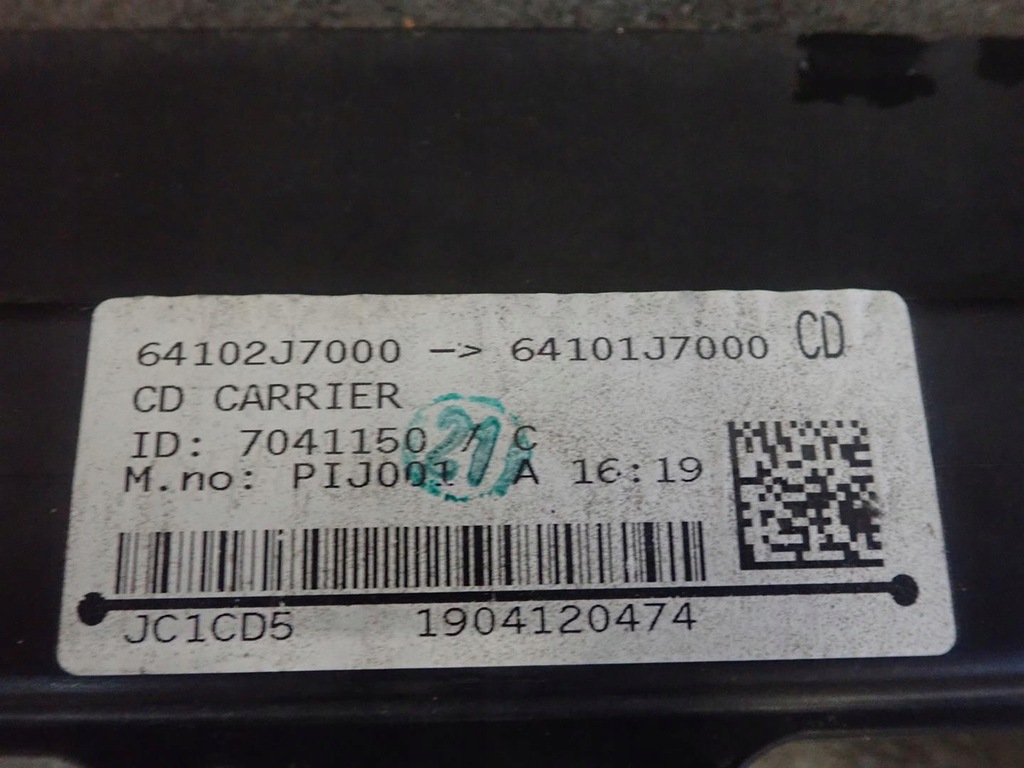 64102J7000 -> 64101J7000 CD
CD CARRIER
ID: 7041150 / C
M.no: PIJ001 A 16:19
21
JC1CD5 1904120474